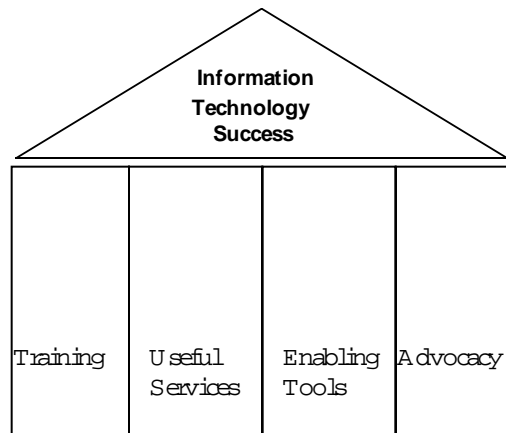 Information
Technology
Success
Training
Useful
Services
Enabling
Tools
Advocacy